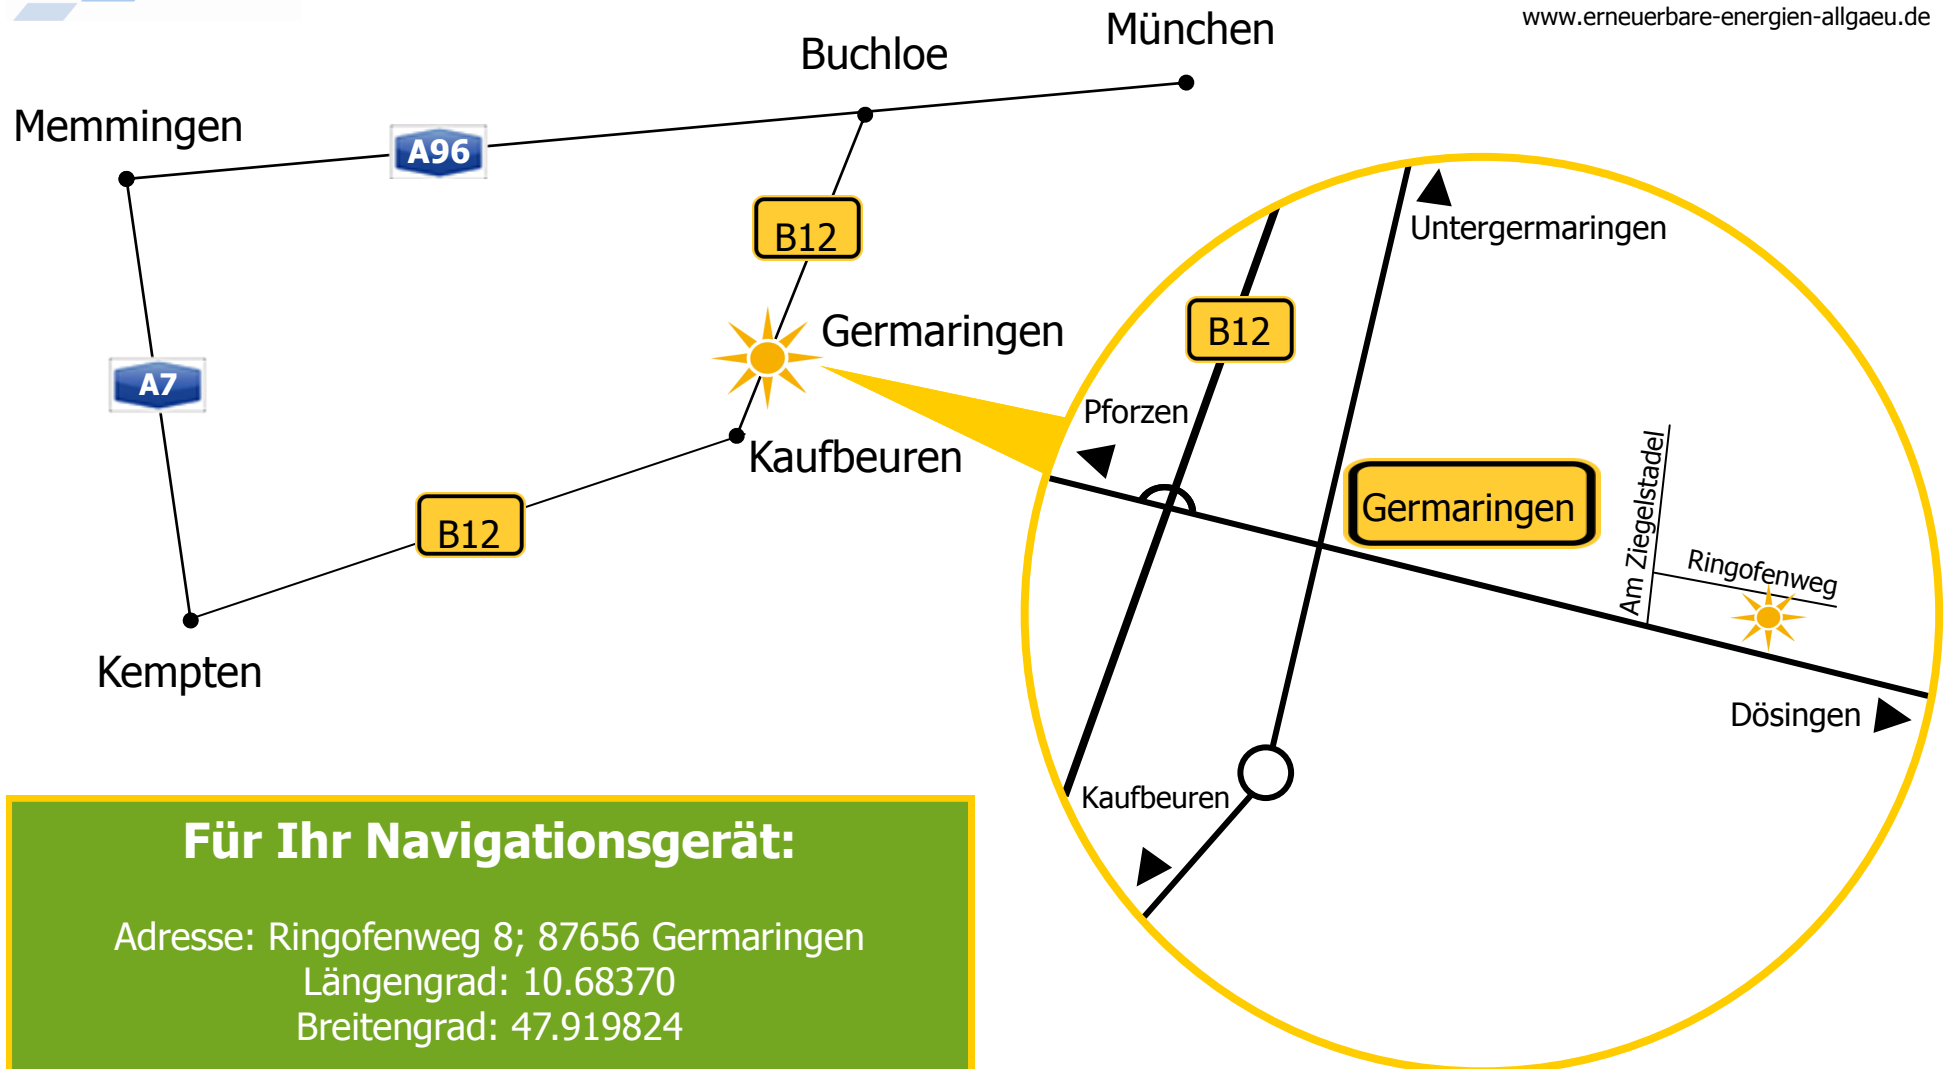 www.erneuerbare-energien-allgaeu.de
München
Buchloe
Memmingen
A96
B12
Germaringen
A7
Kaufbeuren
B12
Kempten
Untergermaringen
B12
Pforzen
Germaringen
Am Ziegelstadel
Ringofenweg
Dösingen
Kaufbeuren
Für Ihr Navigationsgerät:
Adresse: Ringofenweg 8; 87656 Germaringen
Längengrad: 10.68370
Breitengrad: 47.919824